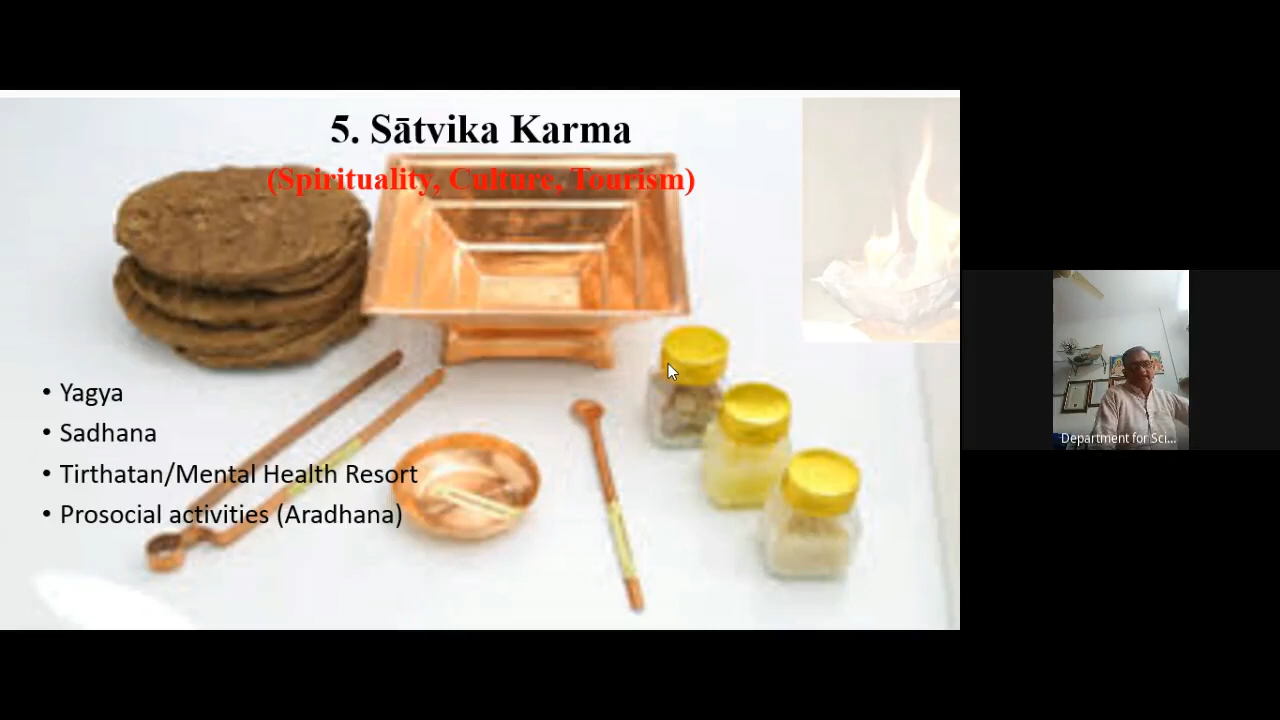 5. Sātvika Karma
(Spirituality, Culture, Tourism)
• Yagya
• Sadhana
• Tirthatan/Mental Health Resort
• Prosocial activities (Aradhana)
Department for Sci...